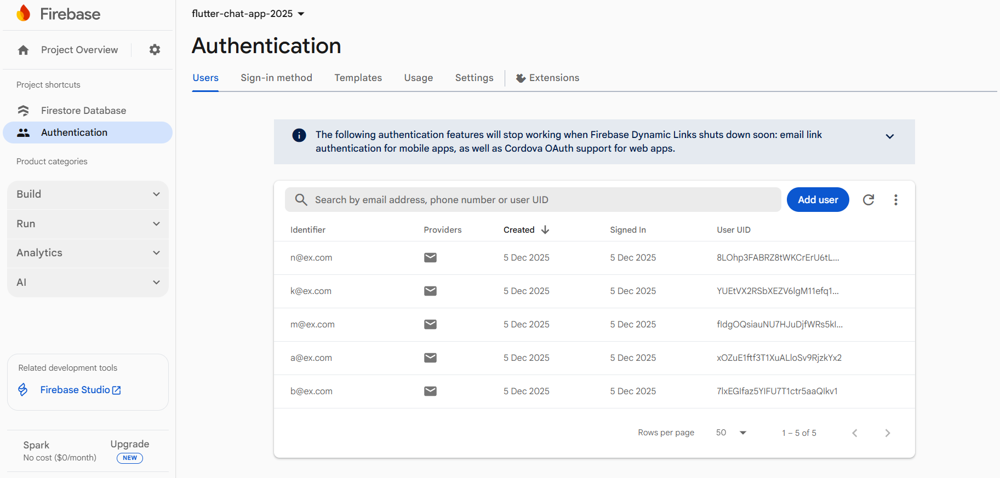 Firebase
Project Overview
Project shortcuts
Firestore Database
Authentication
Product categories
Build
Run
Analytics
AI
Related development tools
Firebase Studio
Spark
No cost ($0/month)
Upgrade
NEW
flutter-chat-app-2025
Authentication
Users Sign-in method Templates Usage Settings Extensions
The following authentication features will stop working when Firebase Dynamic Links shuts down soon: email link
authentication for mobile apps, as well as Cordova OAuth support for web apps.
Search by email address, phone number or user UID Add user
Identifier Providers Created Signed In User UID
n@ex.com 5 Dec 2025 5 Dec 2025 8LOhp3FABRZ8tWKCrErU6tL...
k@ex.com 5 Dec 2025 5 Dec 2025 YUEtVX2RSbXEZV6lgM11efq1...
m@ex.com 5 Dec 2025 5 Dec 2025 fIdgOQsiauNU7HJuDjfWRs5kI...
a@ex.com 5 Dec 2025 5 Dec 2025 xOZuE1ftf3T1XuALloSv9RjzkYx2
b@ex.com 5 Dec 2025 5 Dec 2025 7lxEGIfaz5YIFU7T1ctr5aaQIkv1
Rows per page 50 1 – 5 of 5